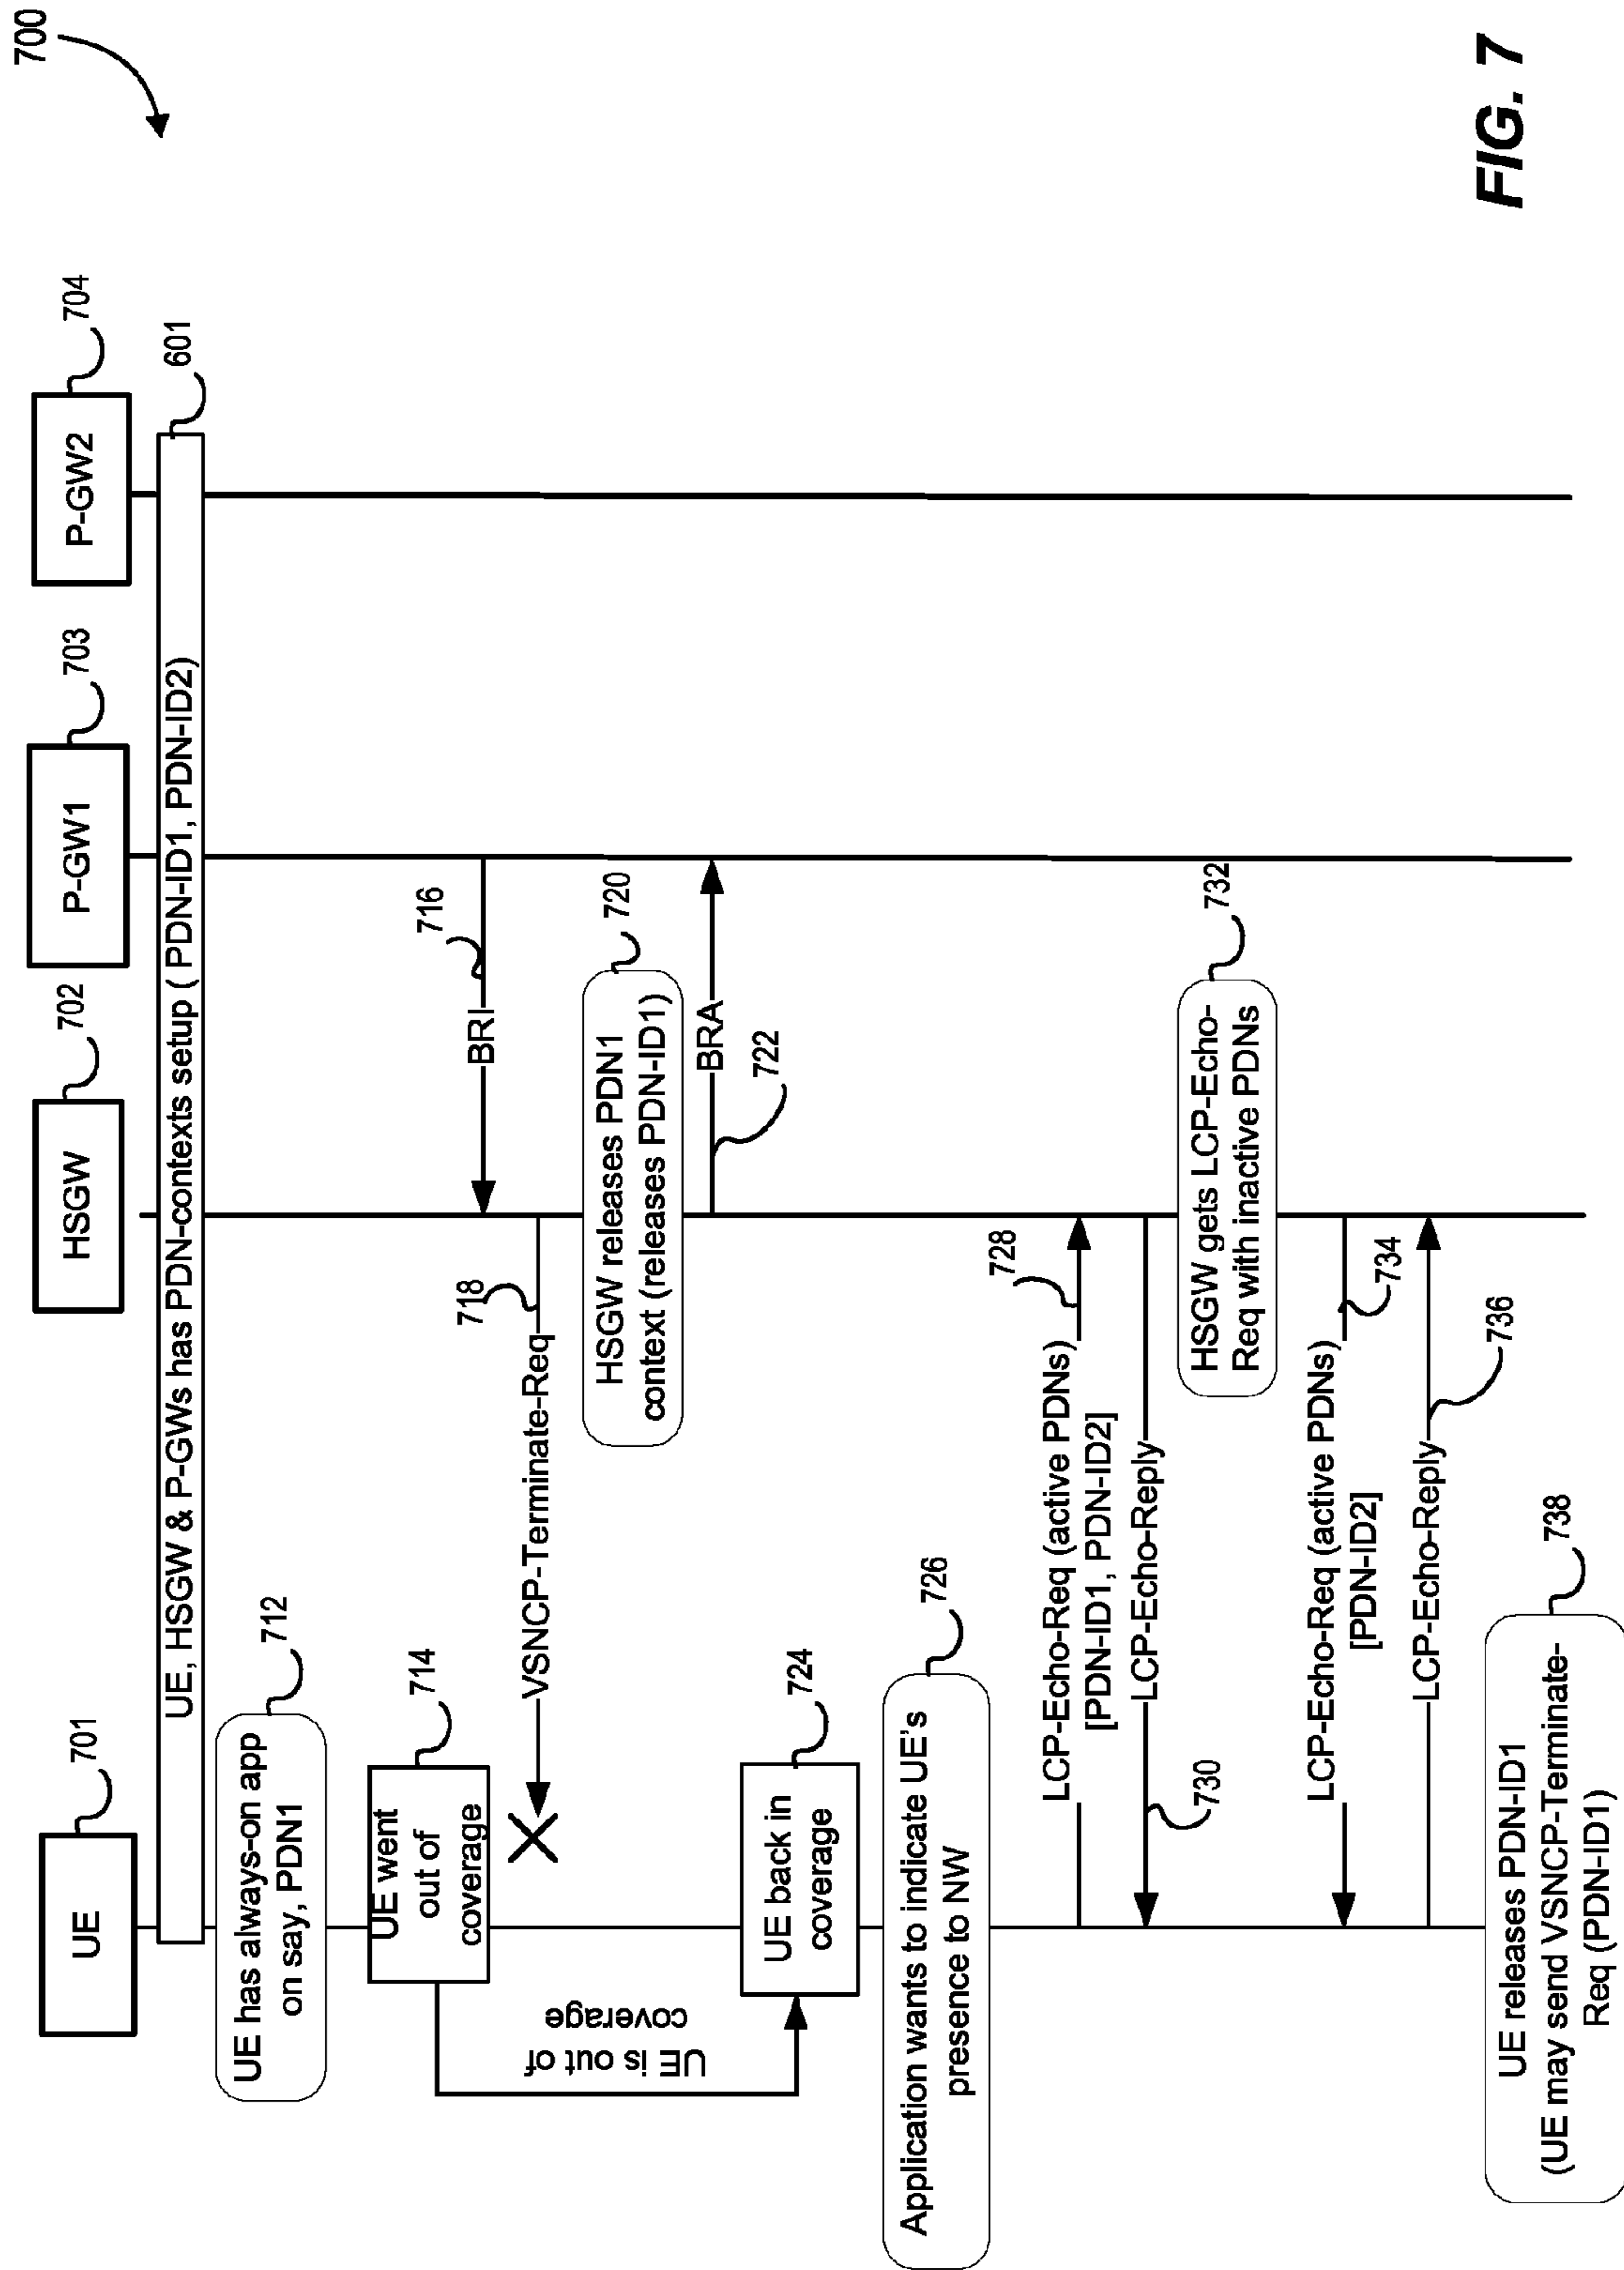 700
UE
701
HSGW
702
P-GW1
703
P-GW2
704
UE, HSGW & P-GWs has PDN-contexts setup ( PDN-ID1, PDN-ID2)
601
UE has always-on app
on say, PDN1
712
UE went
out of
coverage
714
UE is out of
coverage
BRI
716
VSNCP-Terminate-Req
718
HSGW releases PDN1
context (releases PDN-ID1)
720
BRA
722
UE back in
coverage
724
Application wants to indicate UE's
presence to NW
726
LCP-Echo-Req (active PDNs)
[PDN-ID1, PDN-ID2]
728
LCP-Echo-Reply
730
HSGW gets LCP-Echo-
Req with inactive PDNs
732
LCP-Echo-Req (active PDNs)
[PDN-ID2]
734
LCP-Echo-Reply
736
UE releases PDN-ID1
(UE may send VSNCP-Terminate-
Req (PDN-ID1)
738
FIG. 7